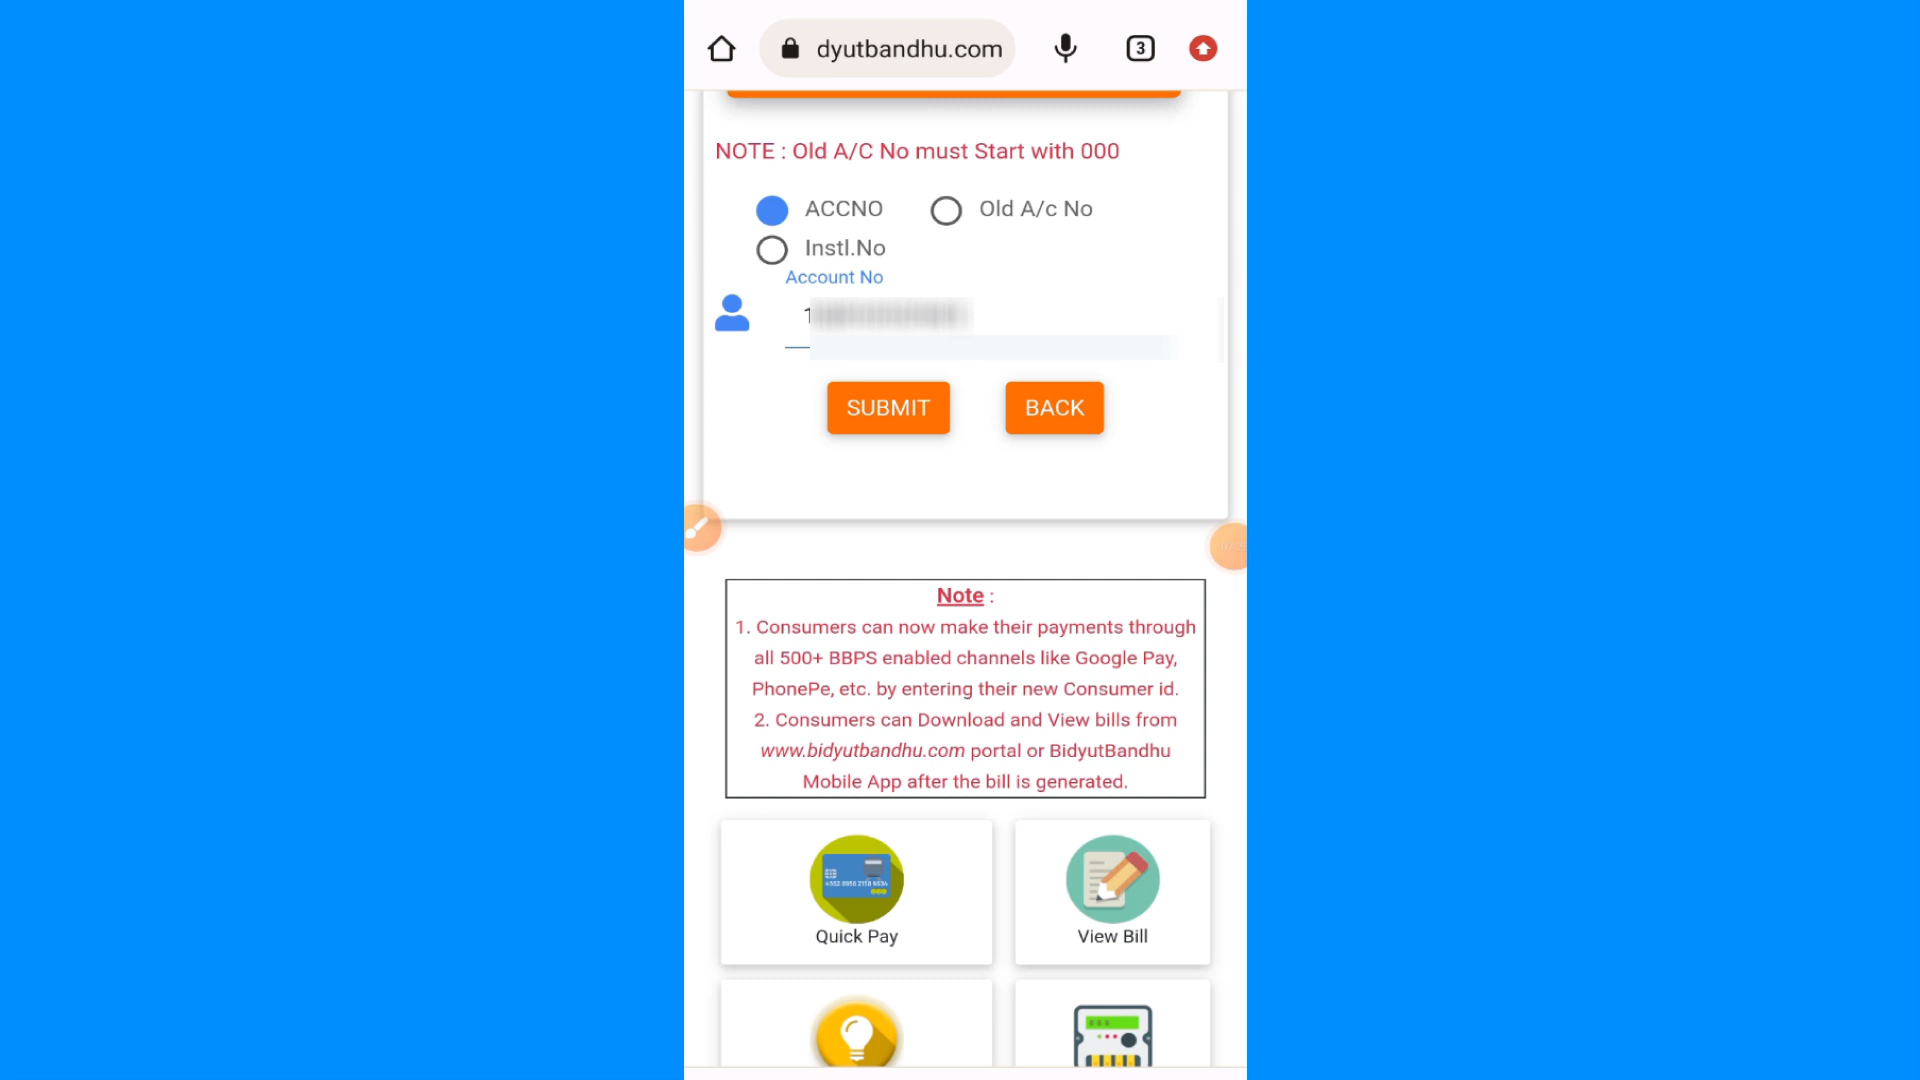 dyutbandhu.com
3
NOTE : Old A/C No must Start with 000
ACCNO
Old A/c No
Instl.No
Account No
1
SUBMIT
BACK
Note :
1. Consumers can now make their payments through
all 500+ BBPS enabled channels like Google Pay,
PhonePe, etc. by entering their new Consumer id.
2. Consumers can Download and View bills from
www.bidyutbandhu.com portal or BidyutBandhu
Mobile App after the bill is generated.
Quick Pay
View Bill